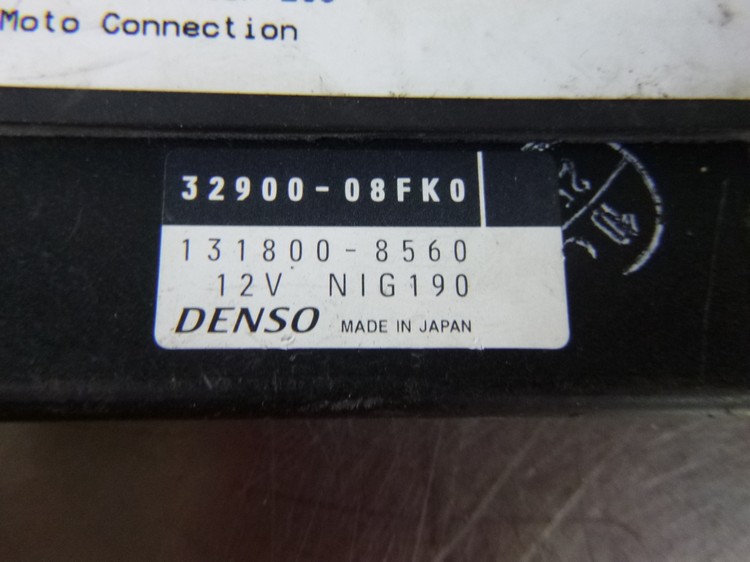 Moto Connection
32900-08FK0
131800-8560
12V NIG190
DENSO MADE IN JAPAN